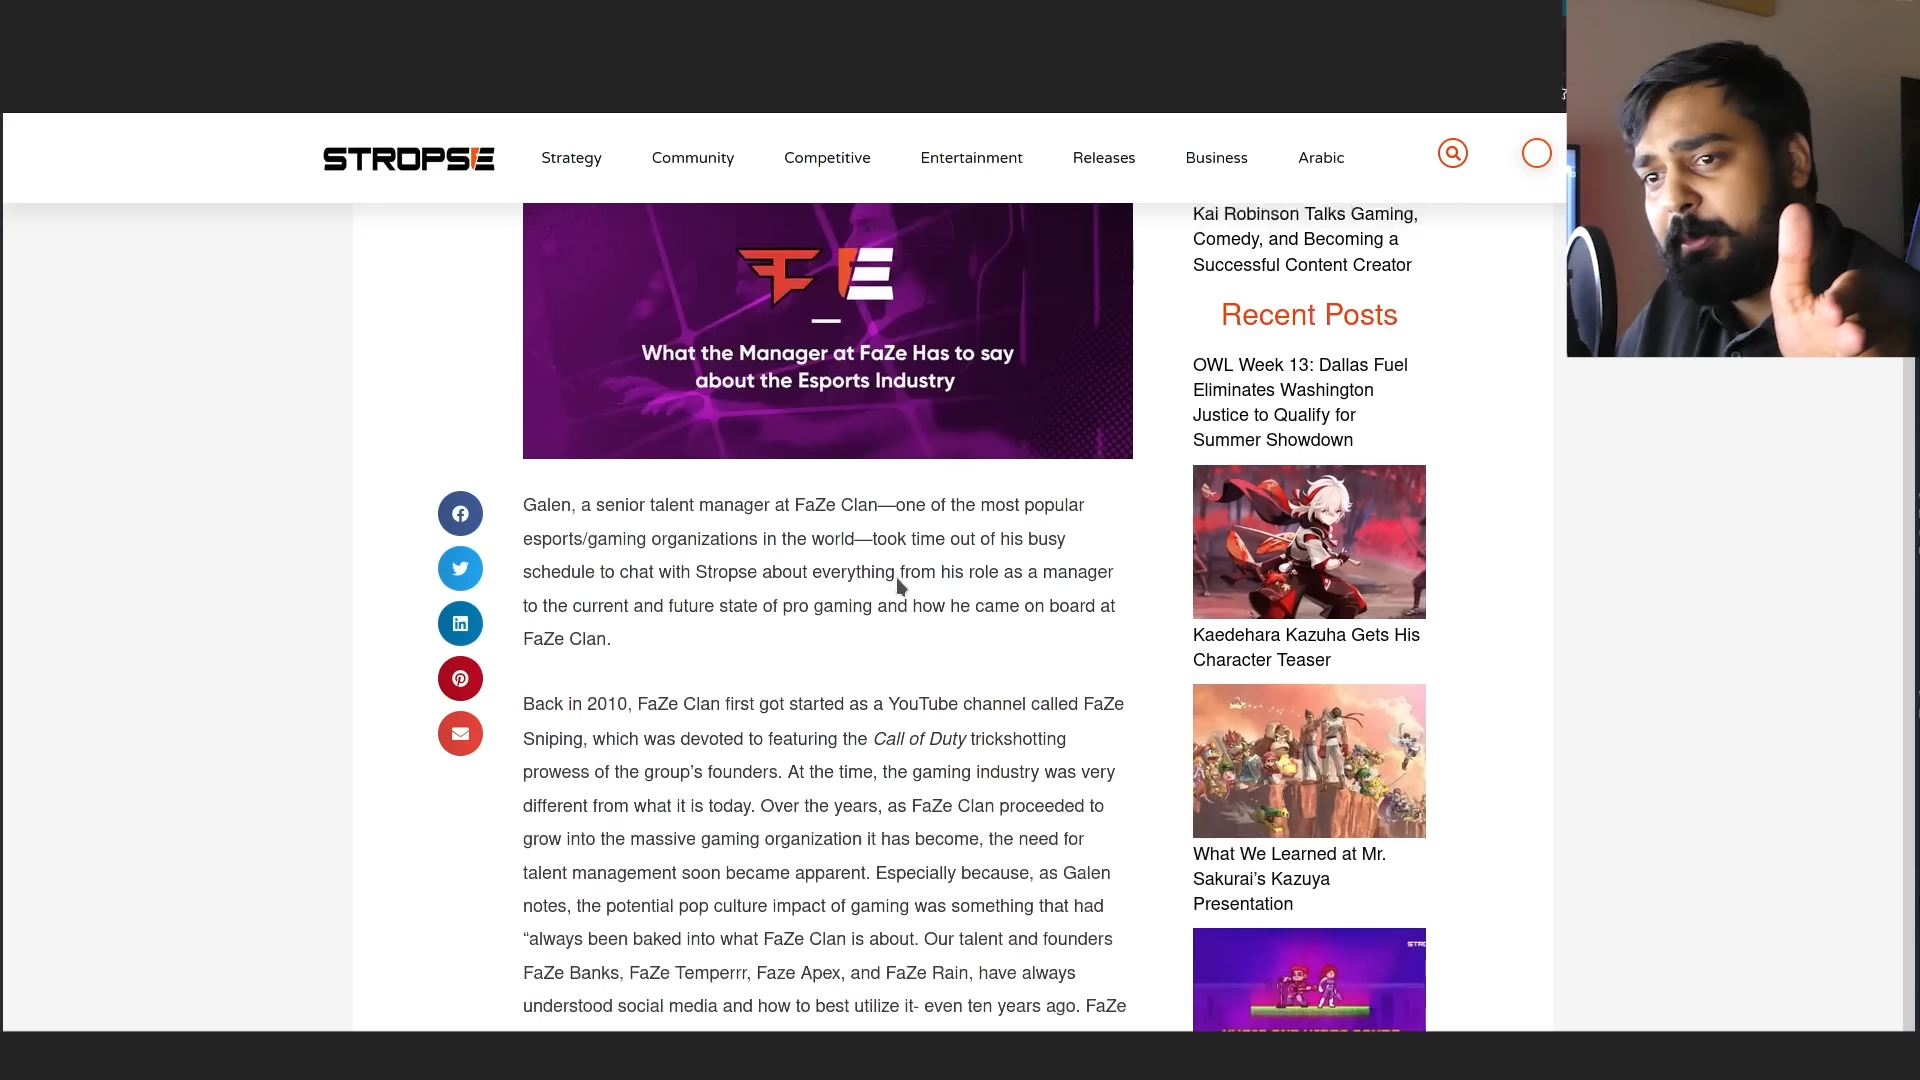 STROPSE
Strategy
Community
Competitive
Entertainment
Releases
Business
Arabic
What the Manager at FaZe Has to say
about the Esports Industry
Galen, a senior talent manager at FaZe Clan—one of the most popular
esports/gaming organizations in the world—took time out of his busy
schedule to chat with Stropse about everything from his role as a manager
to the current and future state of pro gaming and how he came on board at
FaZe Clan.
Back in 2010, FaZe Clan first got started as a YouTube channel called FaZe
Sniping, which was devoted to featuring the Call of Duty trickshotting
prowess of the group’s founders. At the time, the gaming industry was very
different from what it is today. Over the years, as FaZe Clan proceeded to
grow into the massive gaming organization it has become, the need for
talent management soon became apparent. Especially because, as Galen
notes, the potential pop culture impact of gaming was something that had
“always been baked into what FaZe Clan is about. Our talent and founders
FaZe Banks, FaZe Temperrr, Faze Apex, and FaZe Rain, have always
understood social media and how to best utilize it- even ten years ago. FaZe
Kai Robinson Talks Gaming,
Comedy, and Becoming a
Successful Content Creator
Recent Posts
OWL Week 13: Dallas Fuel
Eliminates Washington
Justice to Qualify for
Summer Showdown
Kaedehara Kazuha Gets His
Character Teaser
What We Learned at Mr.
Sakurai’s Kazuya
Presentation